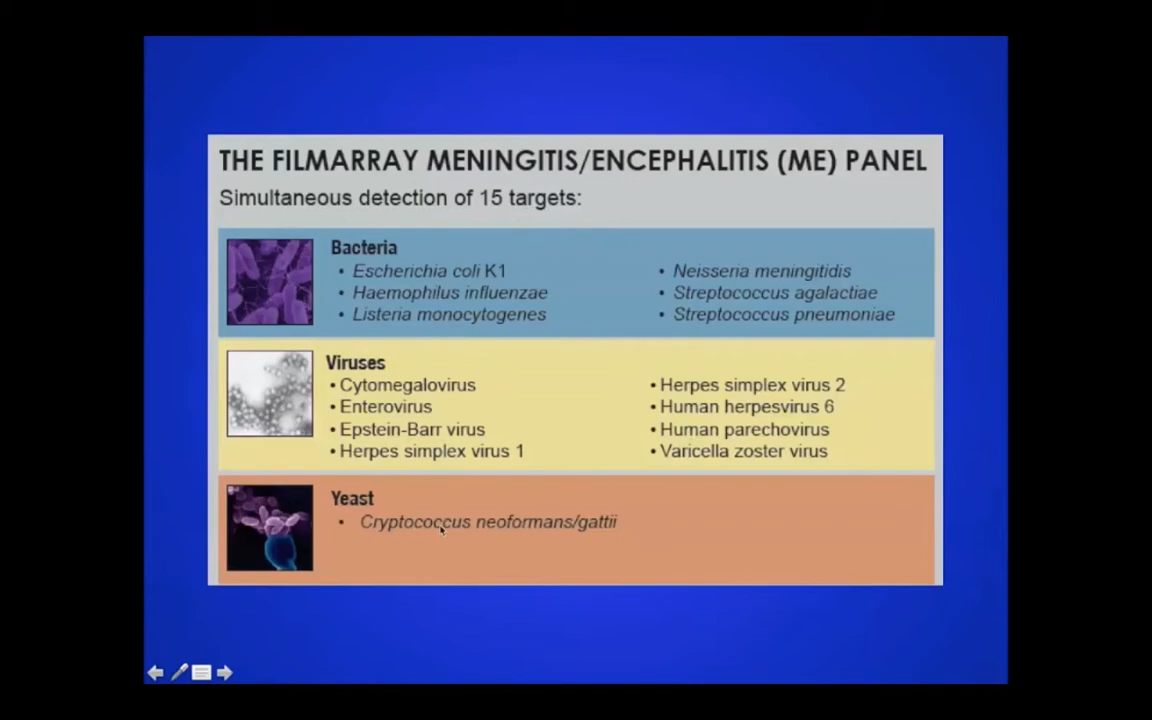 THE FILMARRAY MENINGITIS/ENCEPHALITIS (ME) PANEL
Simultaneous detection of 15 targets:
Bacteria
• Escherichia coli K1
• Haemophilus influenzae
• Listeria monocytogenes
• Neisseria meningitidis
• Streptococcus agalactiae
• Streptococcus pneumoniae
Viruses
• Cytomegalovirus
• Enterovirus
• Epstein-Barr virus
• Herpes simplex virus 1
• Herpes simplex virus 2
• Human herpesvirus 6
• Human parechovirus
• Varicella zoster virus
Yeast
• Cryptococcus neoformans/gattii